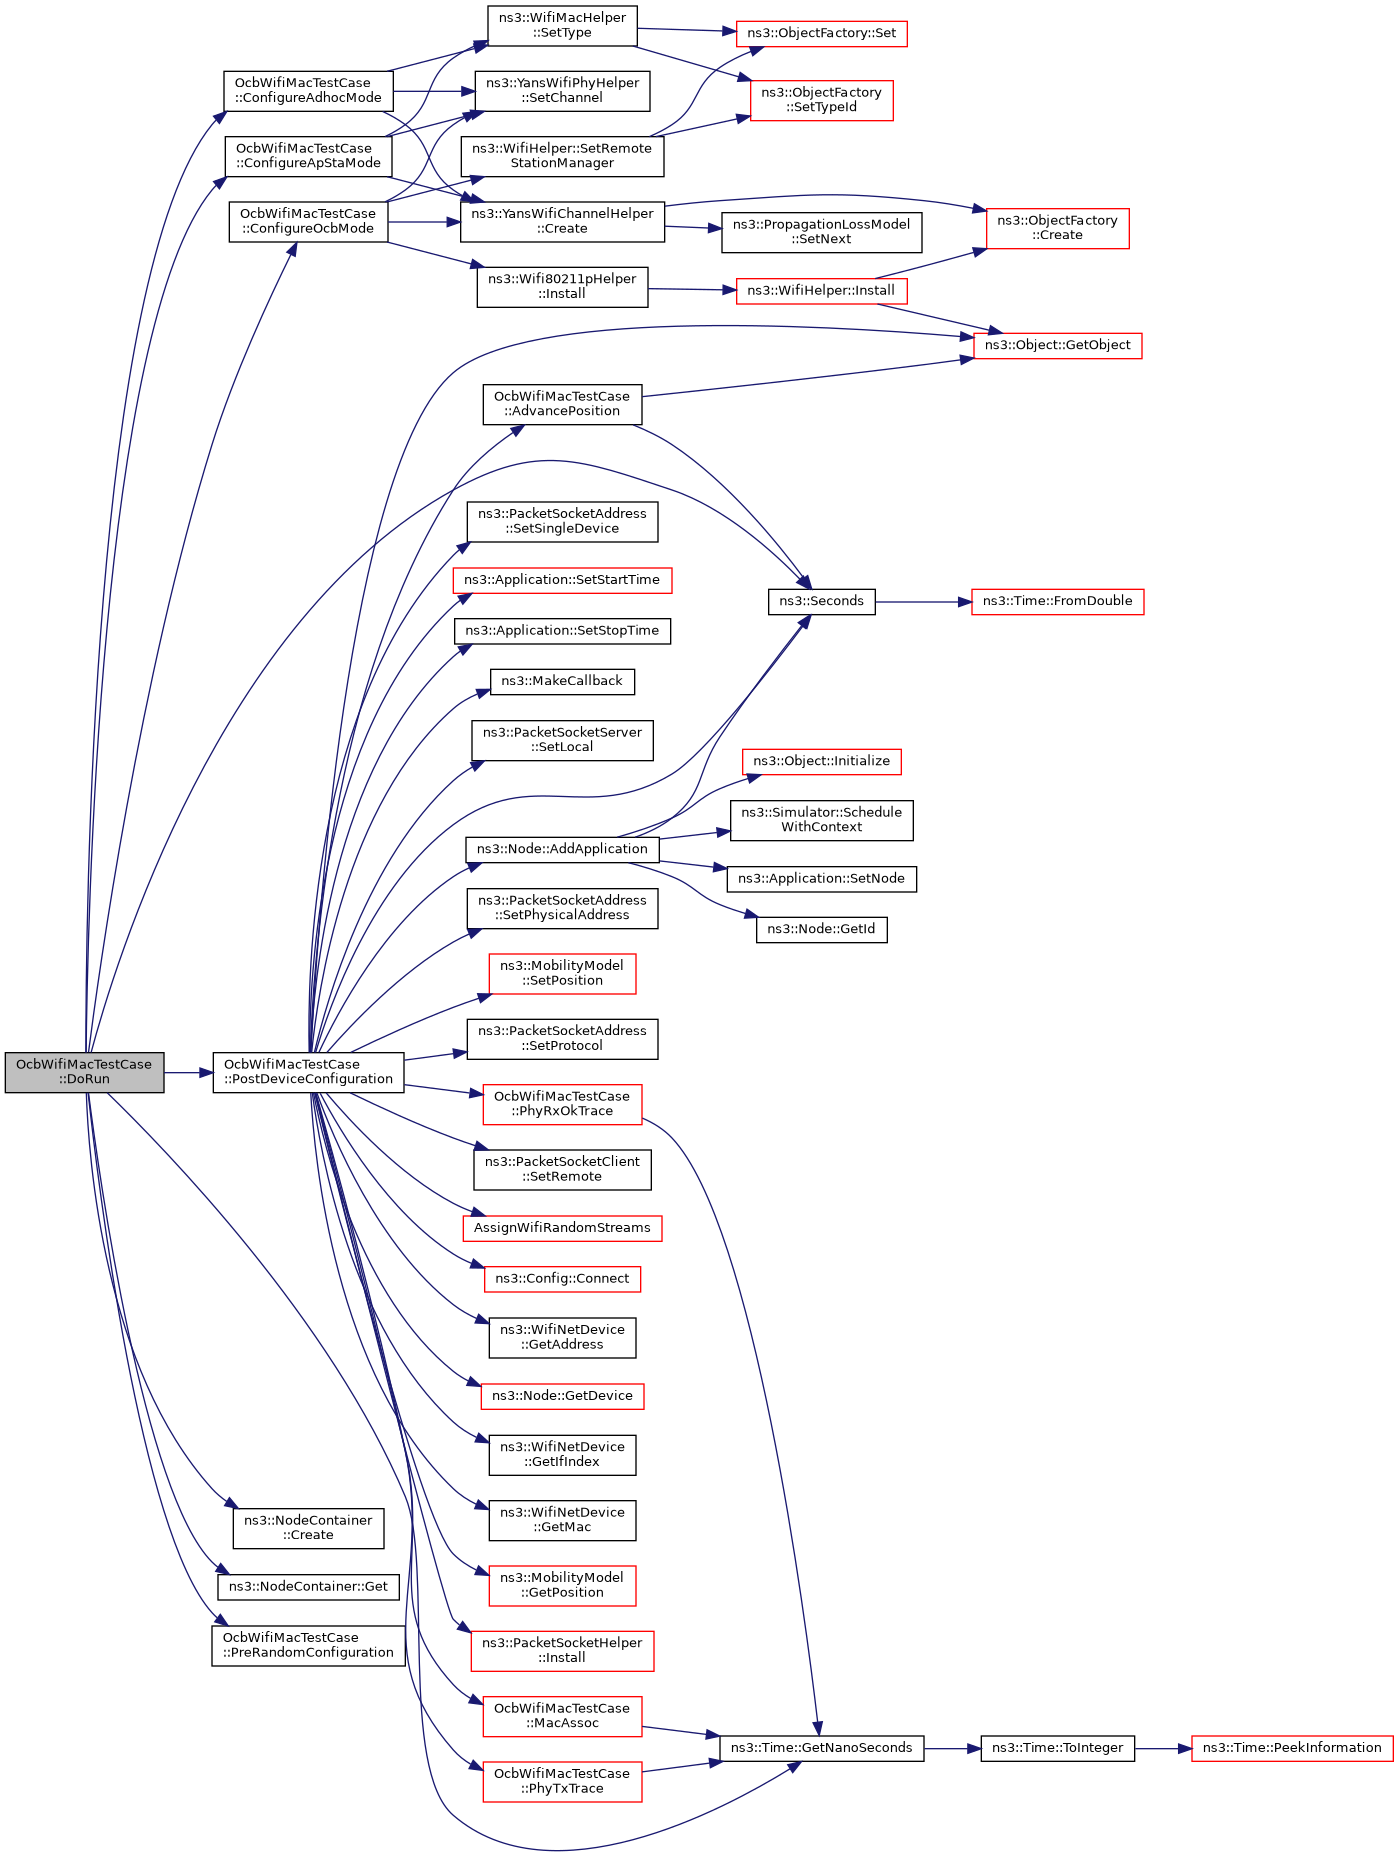 OcbWifiMacTestCase
::DoRun
OcbWifiMacTestCase
::ConfigureAdhocMode
OcbWifiMacTestCase
::ConfigureApStaMode
OcbWifiMacTestCase
::ConfigureOcbMode
OcbWifiMacTestCase
::PostDeviceConfiguration
ns3::NodeContainer
::Create
ns3::NodeContainer::Get
OcbWifiMacTestCase
::PreRandomConfiguration
ns3::WifiMacHelper
::SetType
ns3::YansWifiPhyHelper
::SetChannel
ns3::WifiHelper::SetRemote
StationManager
ns3::YansWifiChannelHelper
::Create
ns3::Wifi80211pHelper
::Install
OcbWifiMacTestCase
::AdvancePosition
ns3::PacketSocketAddress
::SetSingleDevice
ns3::Application::SetStartTime
ns3::Application::SetStopTime
ns3::MakeCallback
ns3::PacketSocketServer
::SetLocal
ns3::Node::AddApplication
ns3::PacketSocketAddress
::SetPhysicalAddress
ns3::MobilityModel
::SetPosition
ns3::PacketSocketAddress
::SetProtocol
OcbWifiMacTestCase
::PhyRxOkTrace
ns3::PacketSocketClient
::SetRemote
AssignWifiRandomStreams
ns3::Config::Connect
ns3::WifiNetDevice
::GetAddress
ns3::Node::GetDevice
ns3::WifiNetDevice
::GetIfIndex
ns3::WifiNetDevice
::GetMac
ns3::MobilityModel
::GetPosition
ns3::PacketSocketHelper
::Install
OcbWifiMacTestCase
::MacAssoc
OcbWifiMacTestCase
::PhyTxTrace
ns3::ObjectFactory::Set
ns3::ObjectFactory
::SetTypeId
ns3::PropagationLossModel
::SetNext
ns3::WifiHelper::Install
ns3::Seconds
ns3::Object::Initialize
ns3::Simulator::Schedule
WithContext
ns3::Application::SetNode
ns3::Node::GetId
ns3::Time::GetNanoSeconds
ns3::ObjectFactory
::Create
ns3::Object::GetObject
ns3::Time::FromDouble
ns3::Time::ToInteger
ns3::Time::PeekInformation